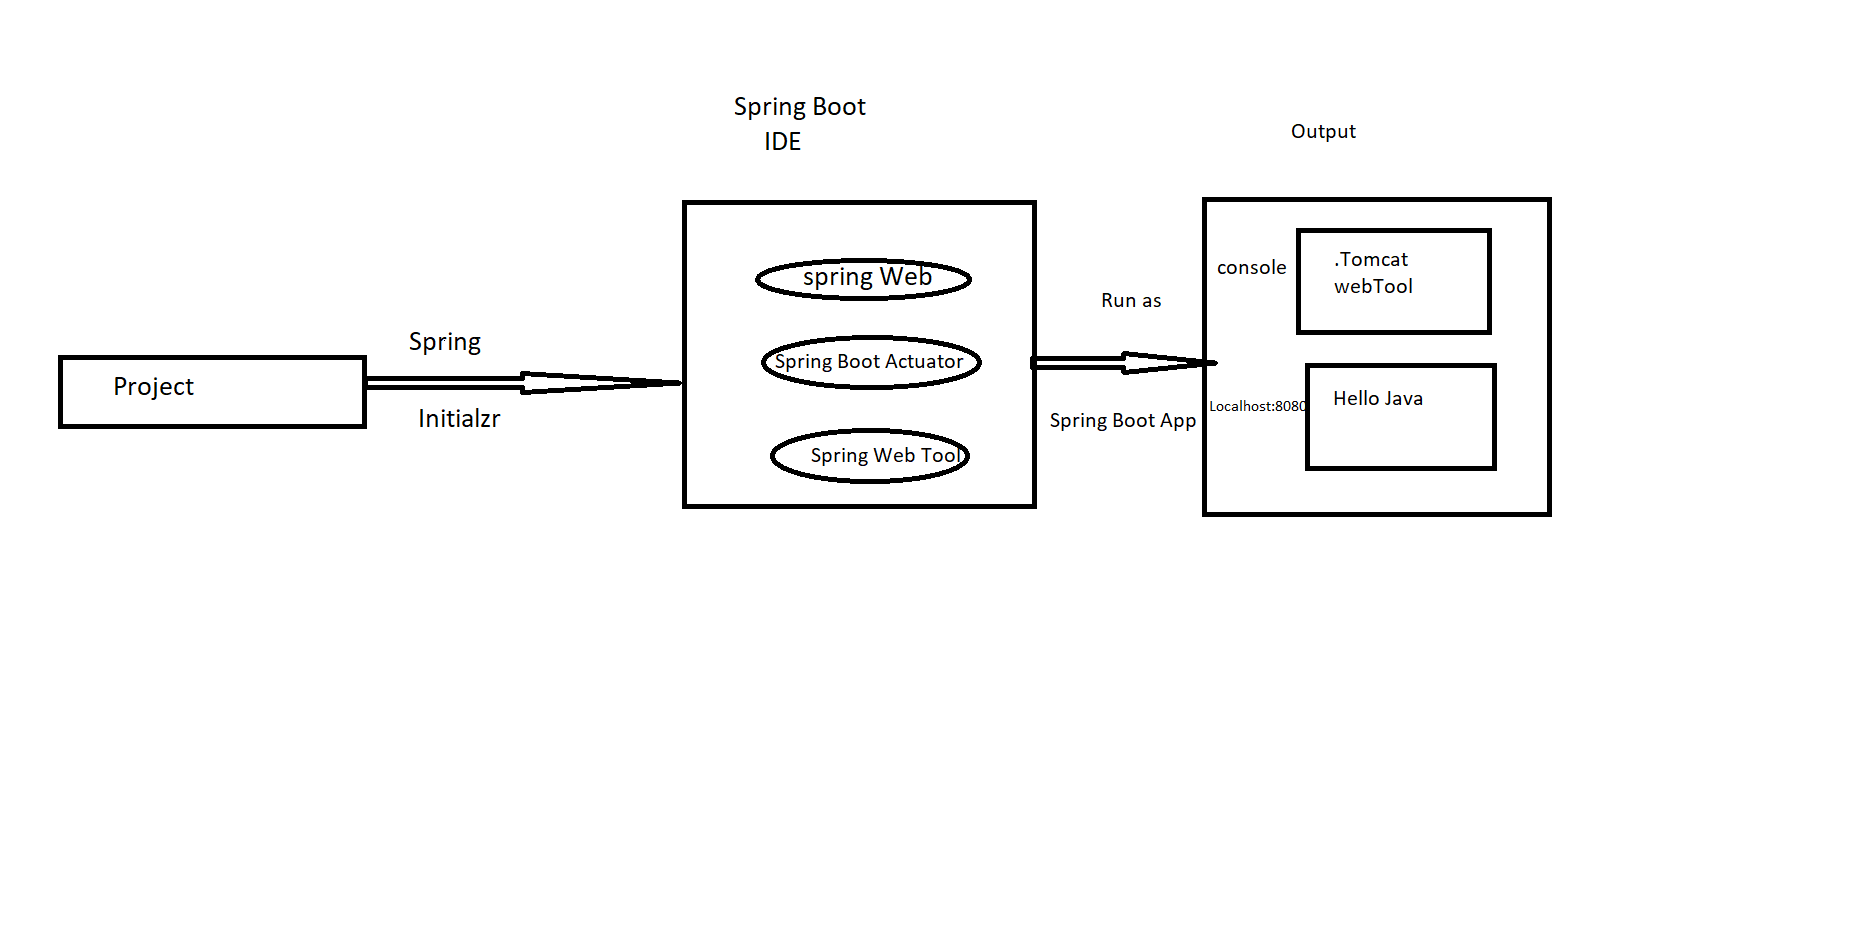 Spring Boot
IDE
Output
Project
Spring
Initialzr
spring Web
Spring Boot Actuator
Spring Web Tool
Run as
Spring Boot App
console
.Tomcat
webTool
Localhost:8080
Hello Java